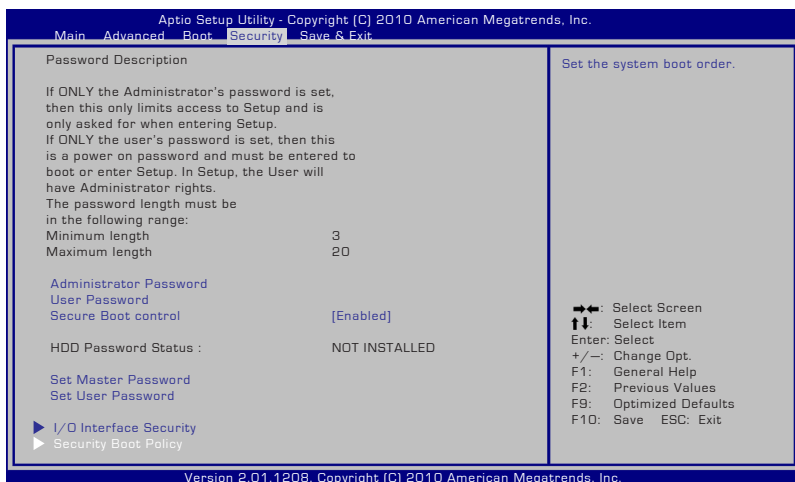 Aptio Setup Utility - Copyright (C) 2010 American Megatrends, Inc.
Main Advanced Boot Security Save & Exit
Password Description
If ONLY the Administrator's password is set,
then this only limits access to Setup and is
only asked for when entering Setup.
If ONLY the user's password is set, then this
is a power on password and must be entered to
boot or enter Setup. In Setup, the User will
have Administrator rights.
The password length must be
in the following range:
Minimum length 3
Maximum length 20
Administrator Password
User Password
Secure Boot control [Enabled]
HDD Password Status : NOT INSTALLED
Set Master Password
Set User Password
I/O Interface Security
Security Boot Policy
Set the system boot order.
→←: Select Screen
↑↓: Select Item
Enter: Select
+/—: Change Opt.
F1: General Help
F2: Previous Values
F9: Optimized Defaults
F10: Save ESC: Exit
Version 2.01.1208. Copyright (C) 2010 American Megatrends, Inc.